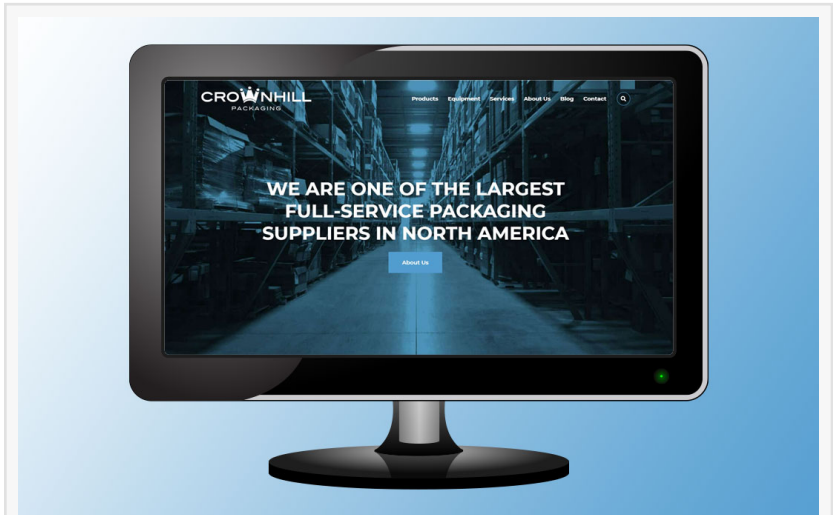 CROWNHILL
PACKAGING
Products Equipment Services About Us Blog Contact
WE ARE ONE OF THE LARGEST
FULL-SERVICE PACKAGING
SUPPLIERS IN NORTH AMERICA
About Us